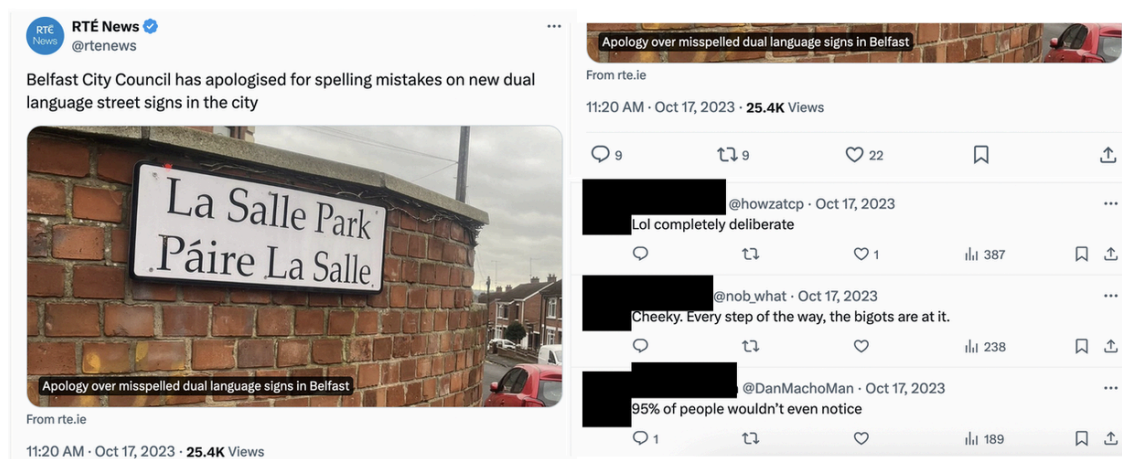 RTÉ News
@rtenews
Belfast City Council has apologised for spelling mistakes on new dual
language street signs in the city
La Salle Park
Páire La Salle
Apology over misspelled dual language signs in Belfast
From rte.ie
11:20 AM · Oct 17, 2023 · 25.4K Views
Apology over misspelled dual language signs in Belfast
From rte.ie
11:20 AM · Oct 17, 2023 · 25.4K Views
9 9 22
@howzatcp · Oct 17, 2023
Lol completely deliberate
1 387
@nob_what · Oct 17, 2023
Cheeky. Every step of the way, the bigots are at it.
238
@DanMachoMan · Oct 17, 2023
95% of people wouldn't even notice
1 189